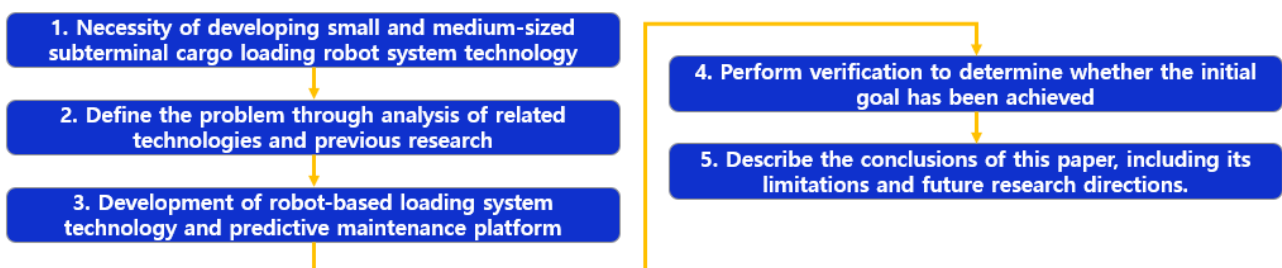 1. Necessity of developing small and medium-sized
subterminal cargo loading robot system technology
2. Define the problem through analysis of related
technologies and previous research
3. Development of robot-based loading system
technology and predictive maintenance platform
4. Perform verification to determine whether the initial
goal has been achieved
5. Describe the conclusions of this paper, including its
limitations and future research directions.